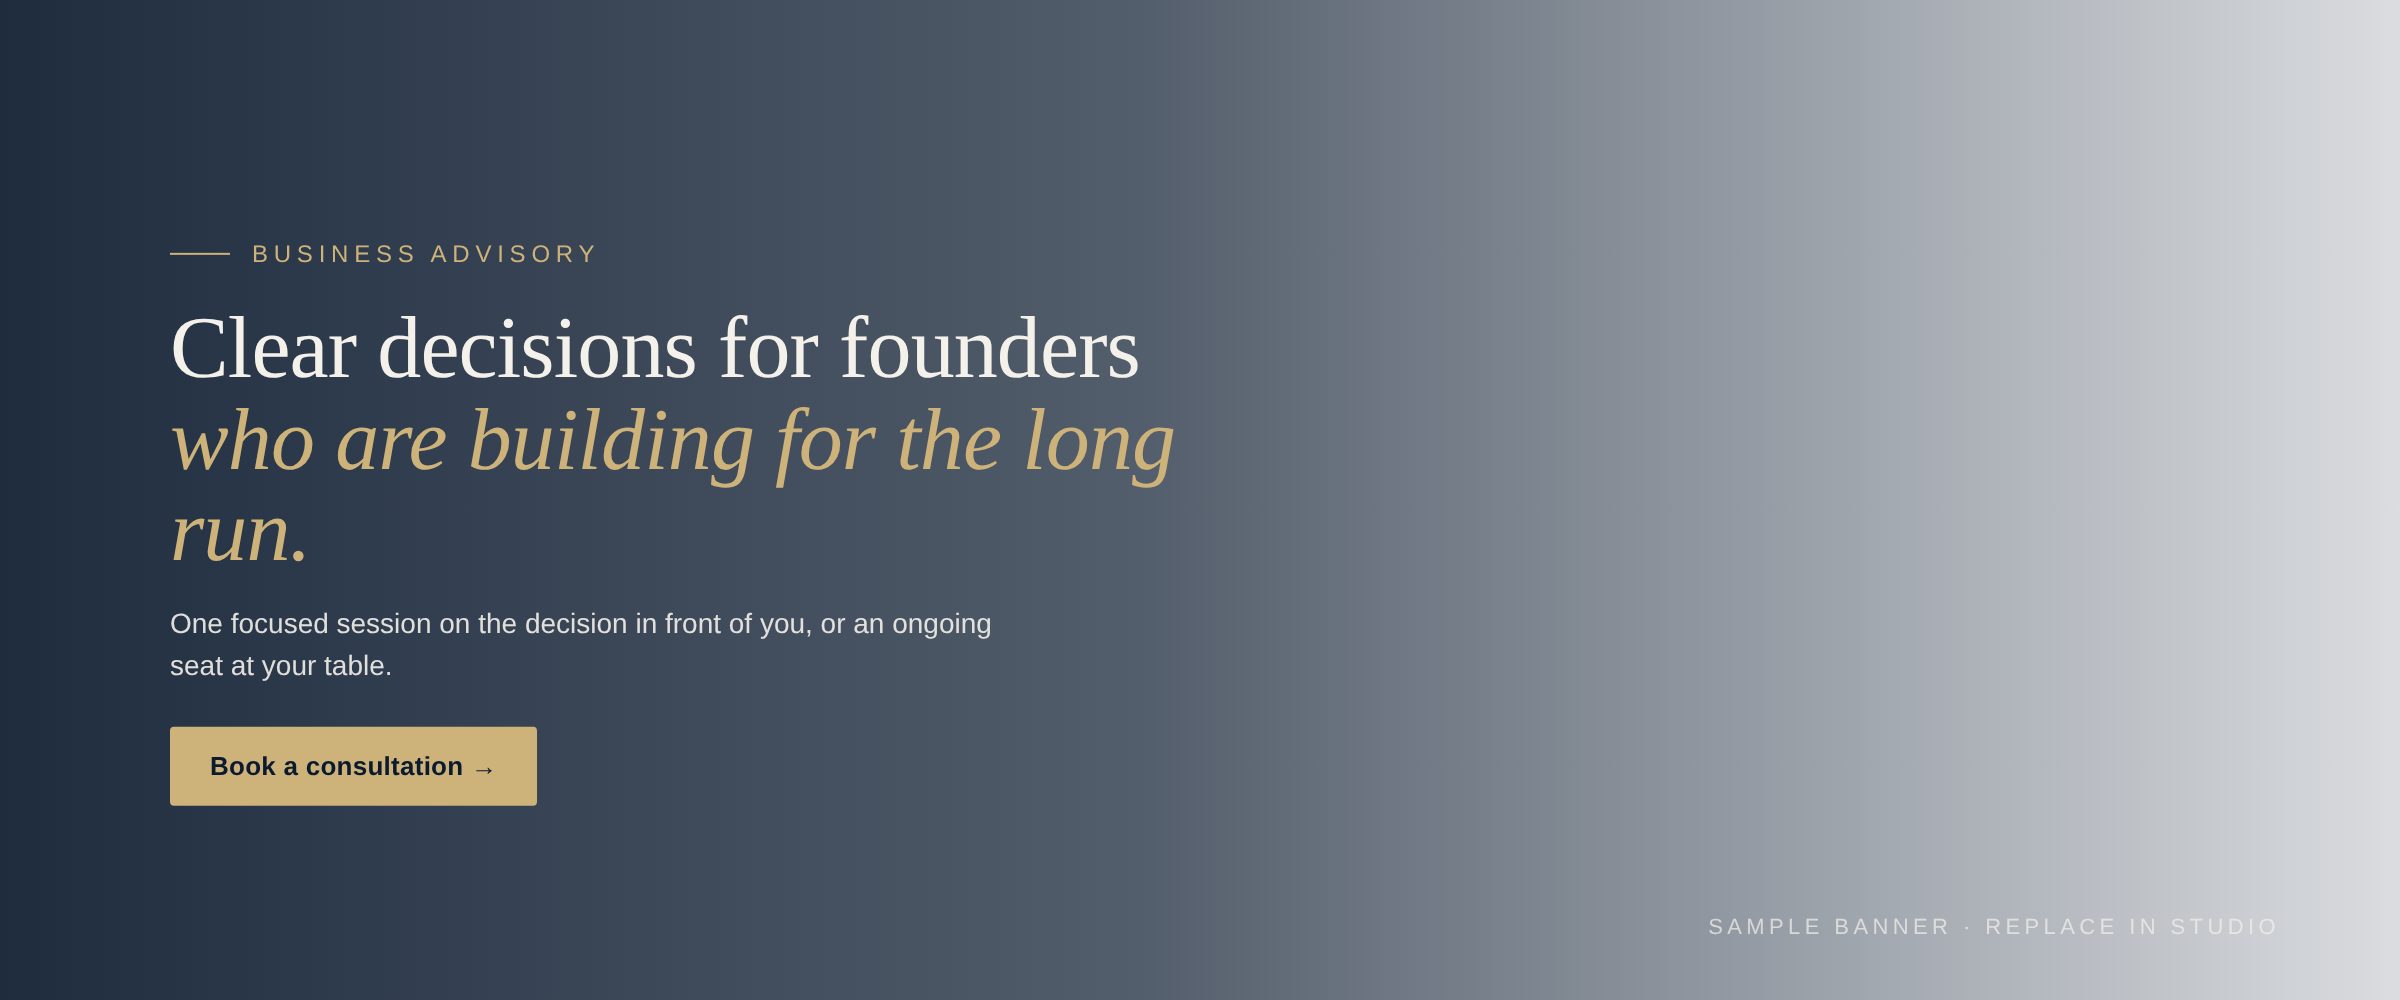 BUSINESS ADVISORY
Clear decisions for founders
who are building for the long
run.
One focused session on the decision in front of you, or an ongoing
seat at your table.
Book a consultation →
SAMPLE BANNER · REPLACE IN STUDIO